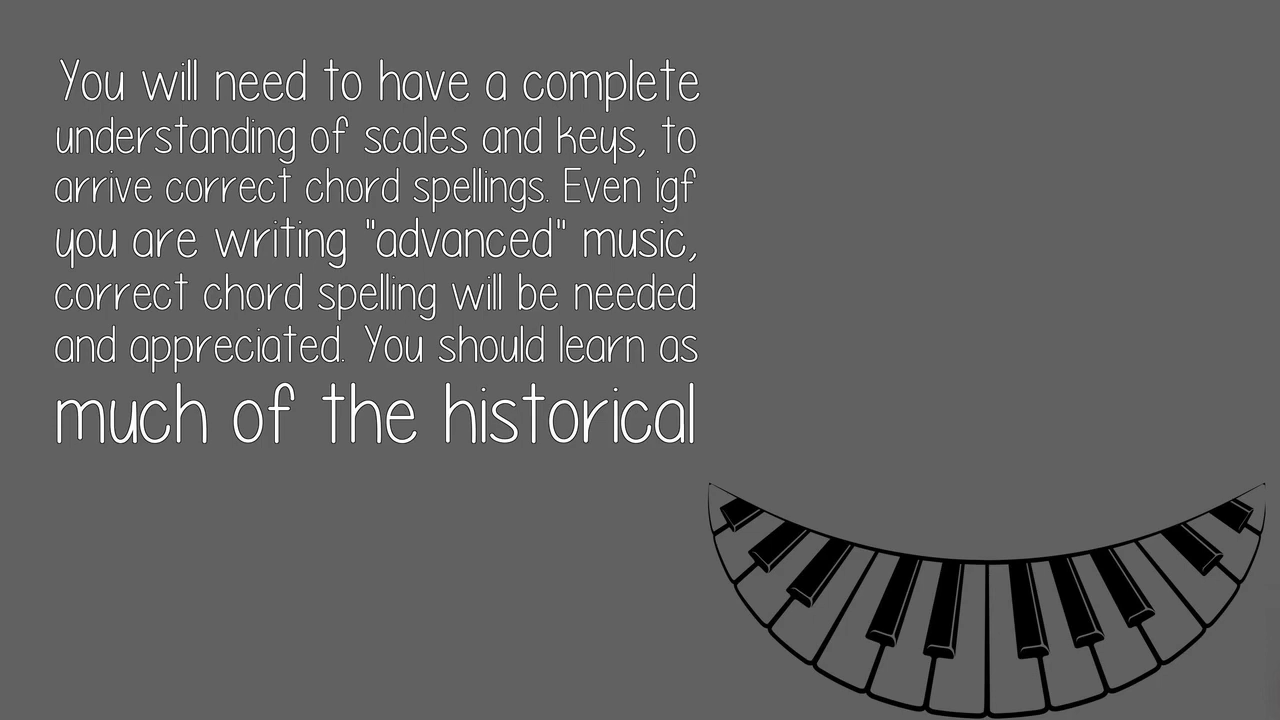 You will need to have a complete
understanding of scales and keys, to
arrive correct chord spellings. Even igf
you are writing "advanced" music,
correct chord spelling will be needed
and appreciated. You should learn as
much of the historical